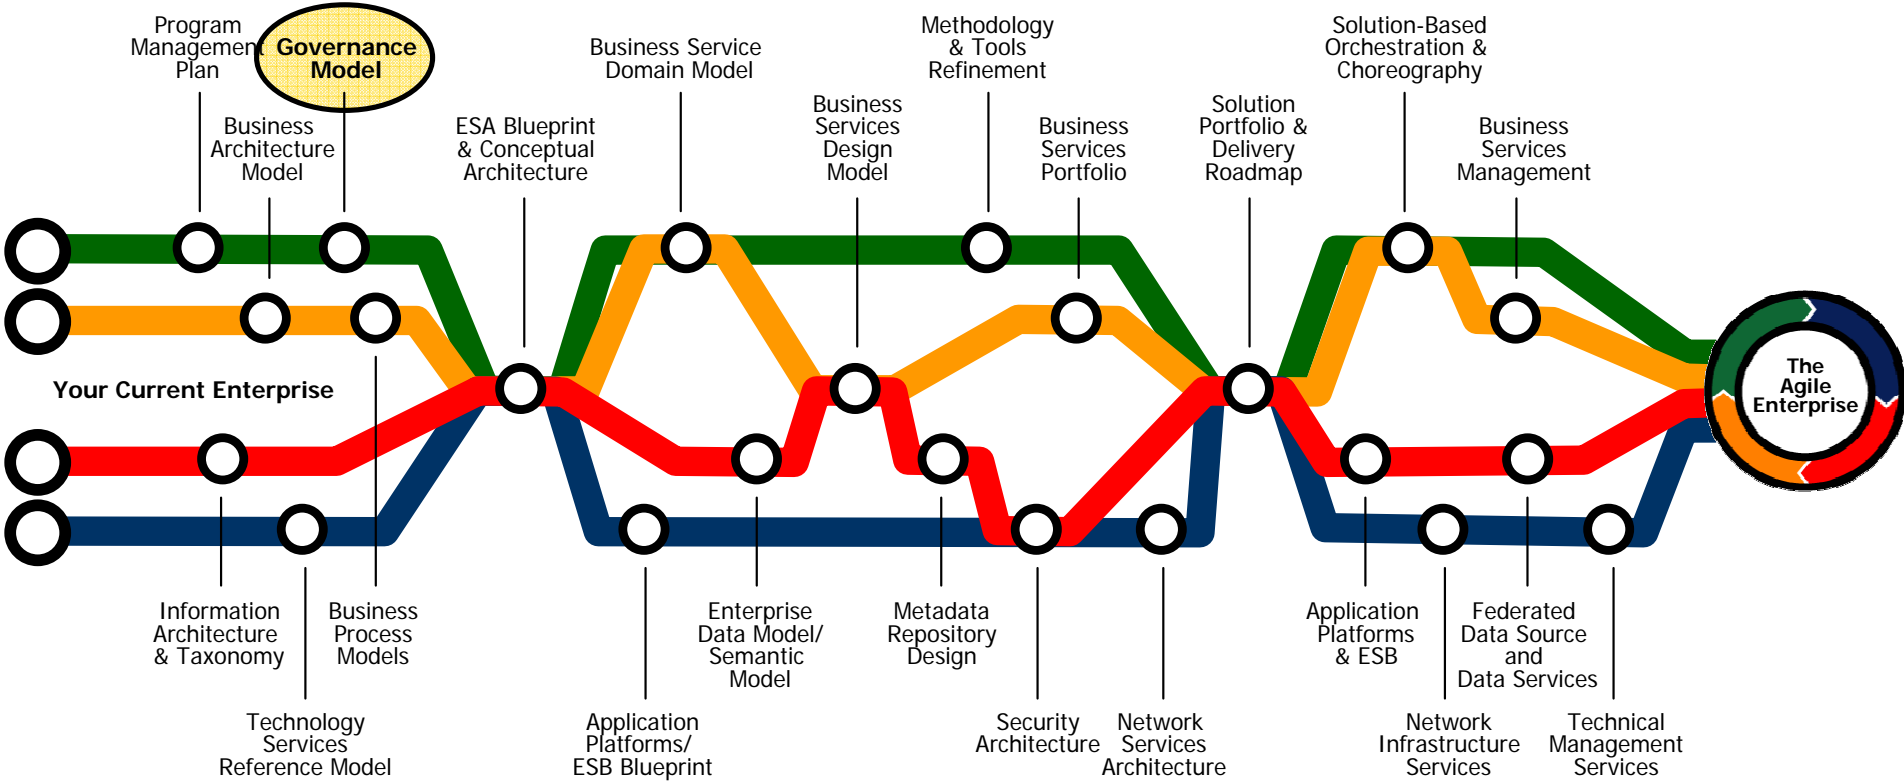 Program
Management
Plan
Governance
Model
Business
Architecture
Model
ESA Blueprint
& Conceptual
Architecture
Business Service
Domain Model
Business
Services
Design
Model
Methodology
& Tools
Refinement
Business
Services
Portfolio
Solution
Portfolio &
Delivery
Roadmap
Solution-Based
Orchestration &
Choreography
Business
Services
Management
Your Current Enterprise
The
Agile
Enterprise
Information
Architecture
& Taxonomy
Technology
Services
Reference Model
Business
Process
Models
Application
Platforms/
ESB Blueprint
Enterprise
Data Model/
Semantic
Model
Metadata
Repository
Design
Security
Architecture
Network
Services
Architecture
Application
Platforms
& ESB
Network
Infrastructure
Services
Federated
Data Source
and
Data Services
Technical
Management
Services